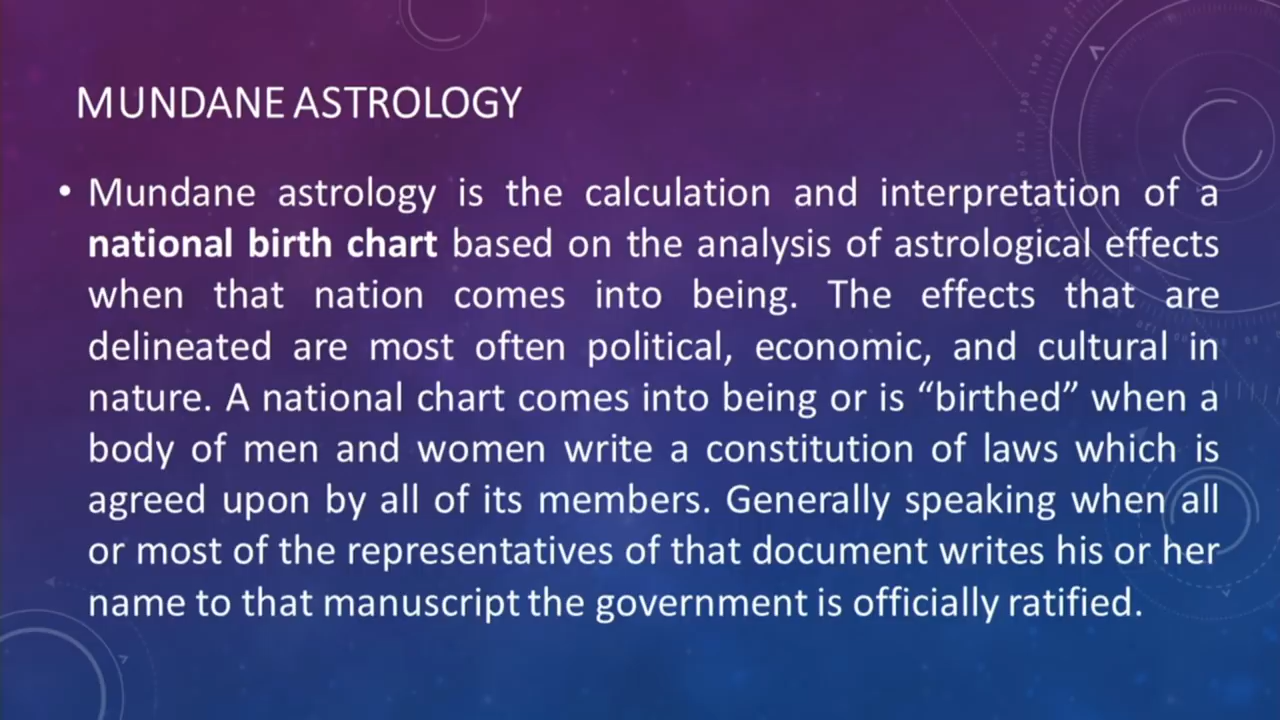 MUNDANE ASTROLOGY
• Mundane astrology is the calculation and interpretation of a
national birth chart based on the analysis of astrological effects
when that nation comes into being. The effects that are
delineated are most often political, economic, and cultural in
nature. A national chart comes into being or is “birthed” when a
body of men and women write a constitution of laws which is
agreed upon by all of its members. Generally speaking when all
or most of the representatives of that document writes his or her
name to that manuscript the government is officially ratified.